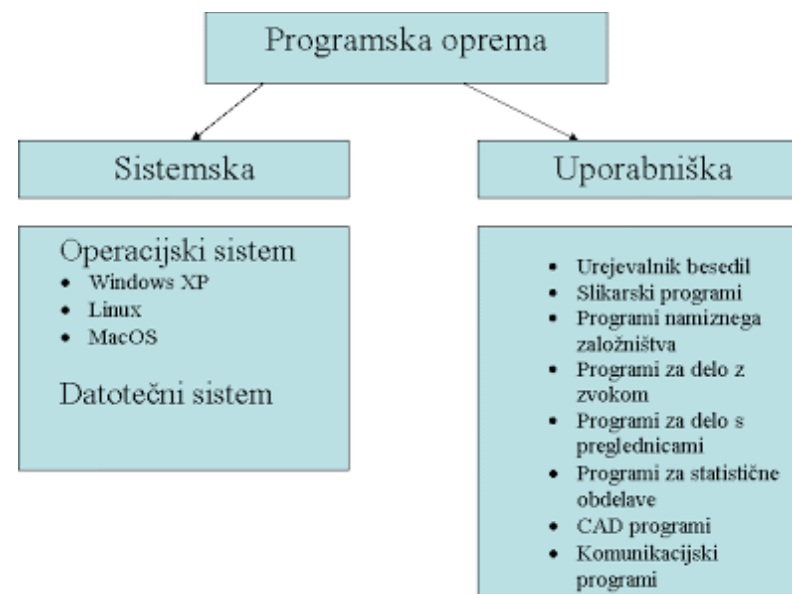 Programska oprema
Sistemska
Operacijski sistem
• Windows XP
• Linux
• MacOS
Datotečni sistem
Uporabniška
• Urejevalnik besedil
• Slikarski programi
• Programi namiznega
založništva
• Programi za delo z
zvokom
• Programi za delo s
preglednicami
• Programi za statistične
obdelave
• CAD programi
• Komunikacijski
programi